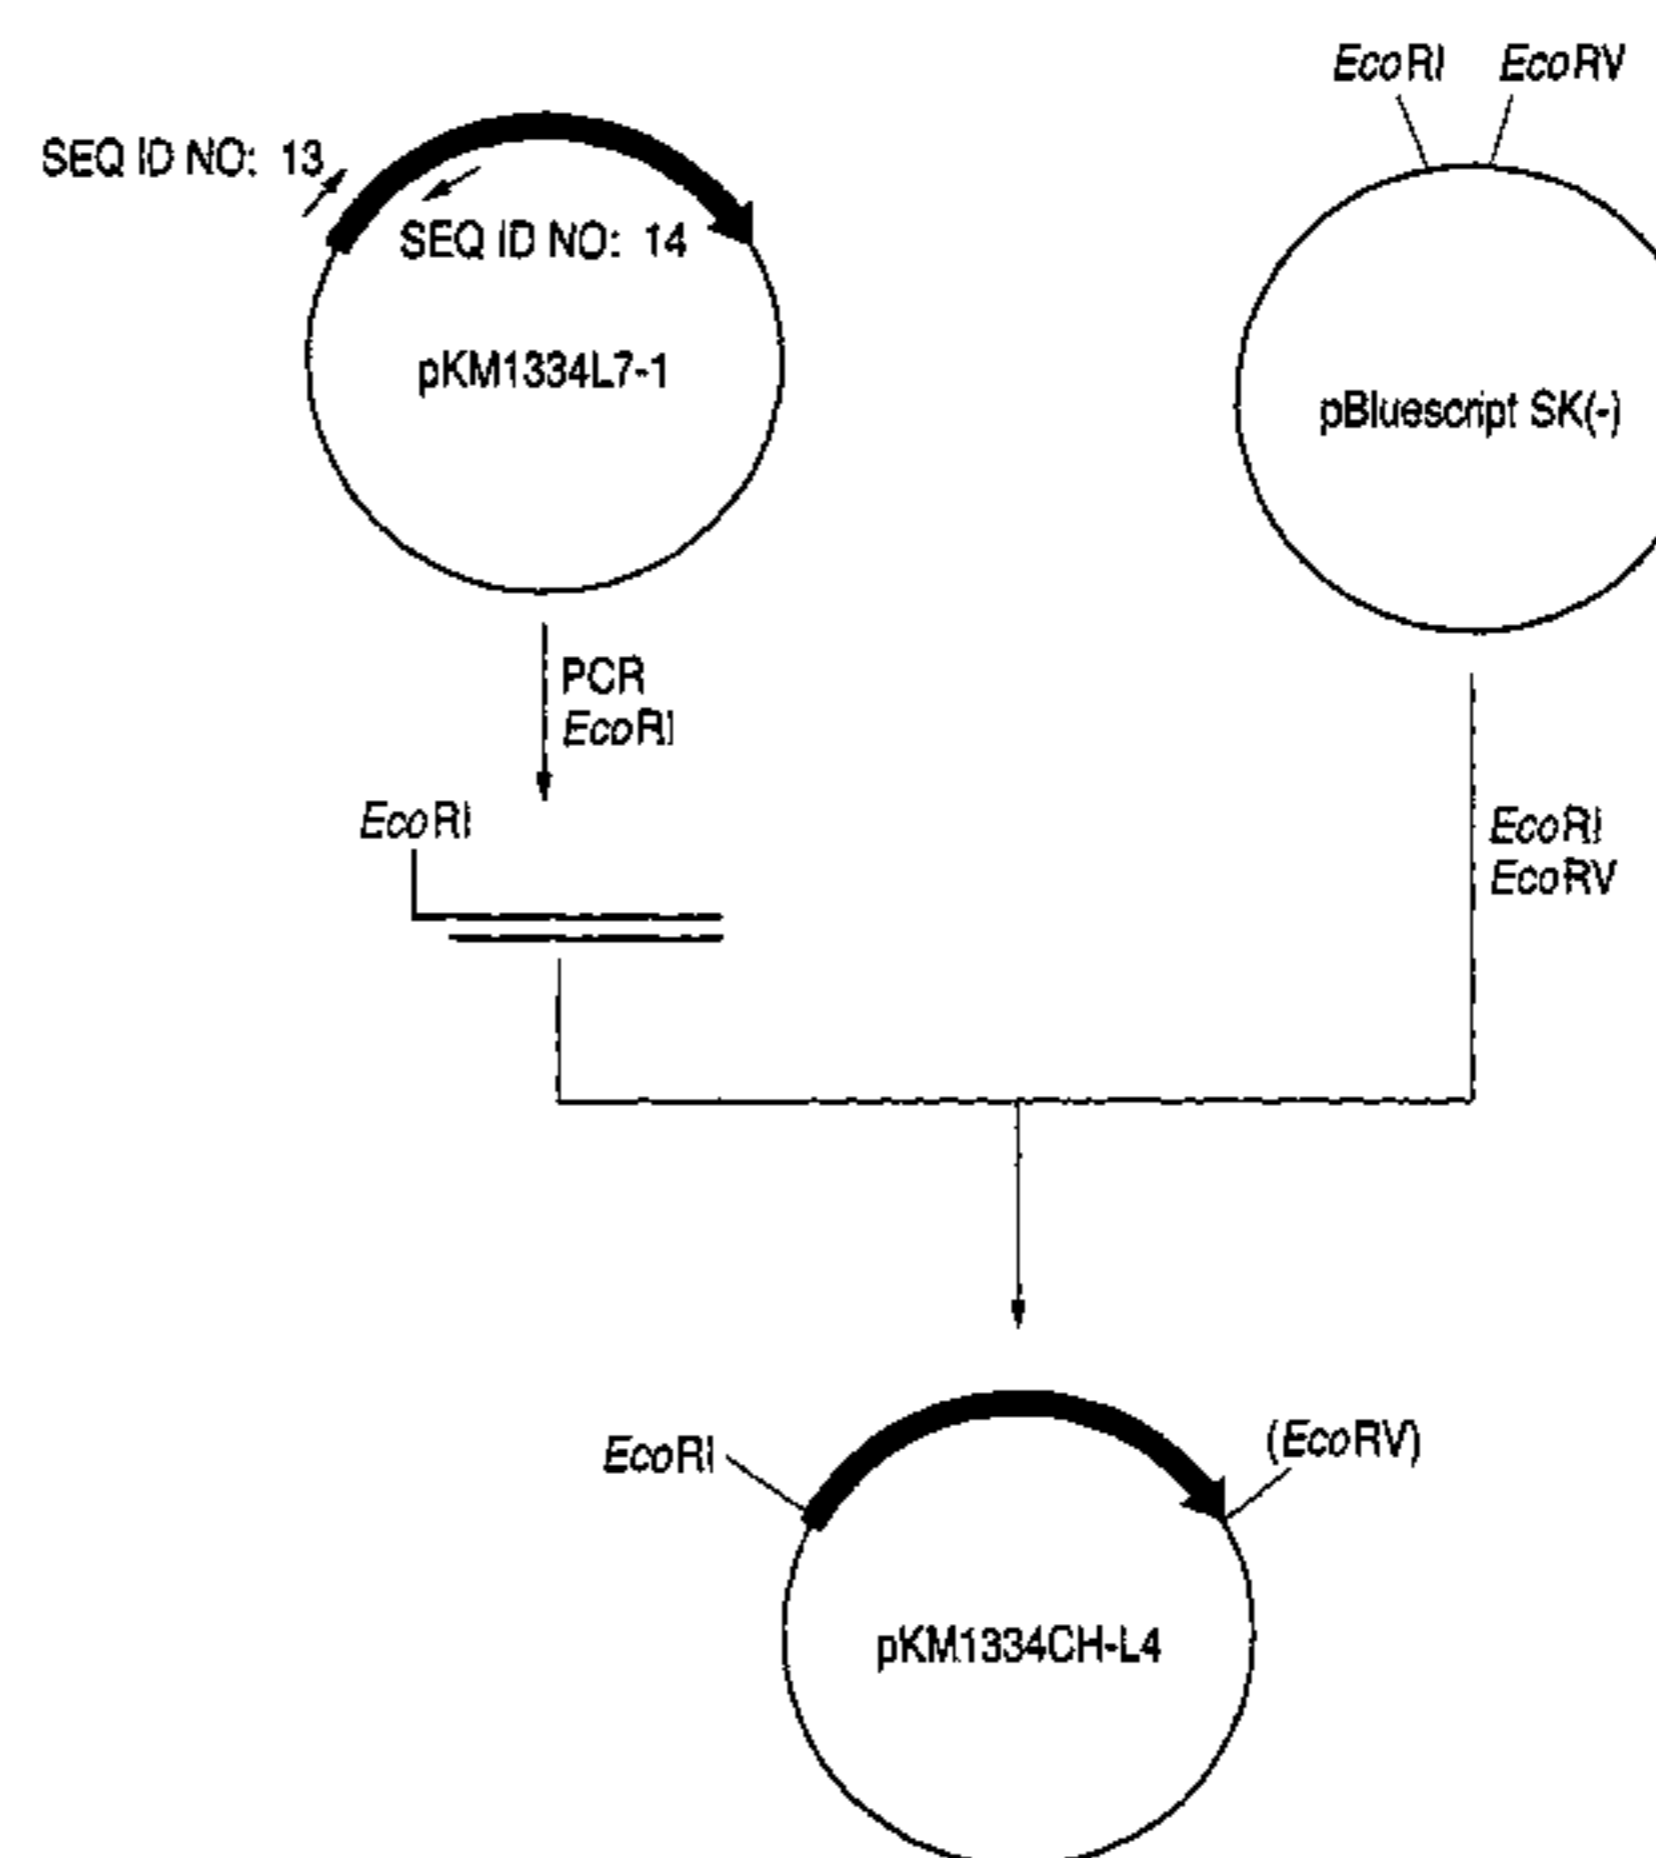 EcoRI EcoRV
SEQ ID NO: 13
SEQ ID NO: 14
pKM1334L7-1
pBluescript SK(-)
PCR
EcoRI
EcoRI
EcoRI
EcoRV
EcoRI
(EcoRV)
pKM1334CH-L4